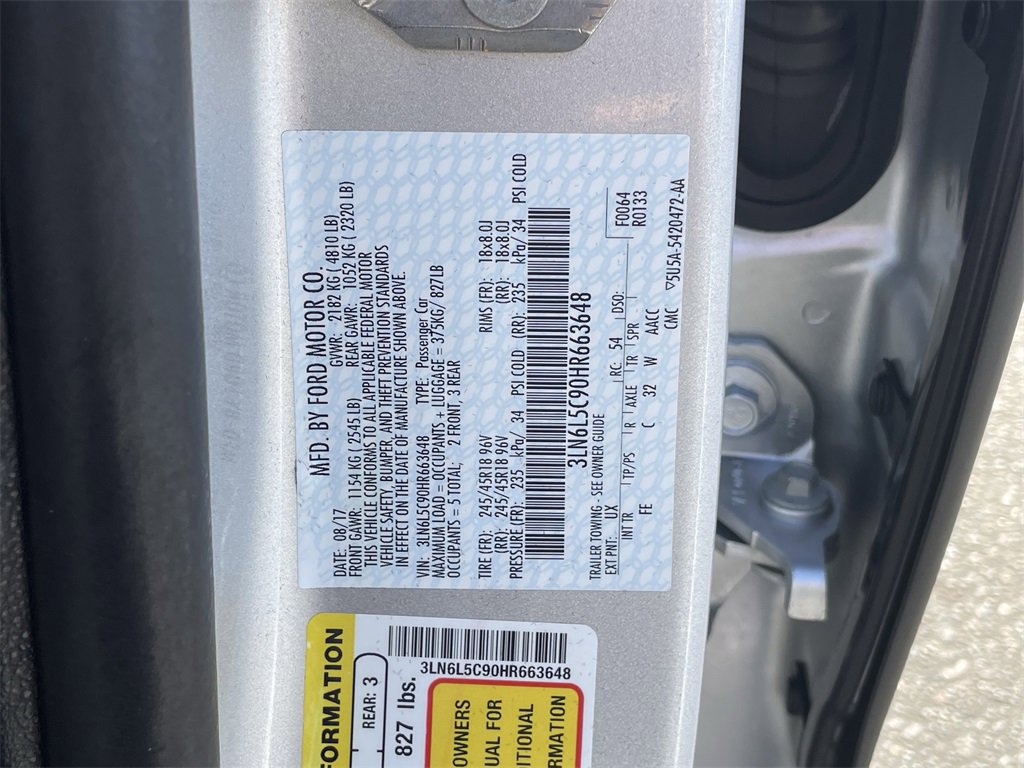 MFD. BY FORD MOTOR CO.
DATE: 08/17 GVWR: 2182 KG ( 4810 LB)
FRONT GAWR: 1154 KG ( 2545 LB) REAR GAWR: 1052 KG ( 2320 LB)
THIS VEHICLE CONFORMS TO ALL APPLICABLE FEDERAL MOTOR
VEHICLE SAFETY, BUMPER, AND THEFT PREVENTION STANDARDS
IN EFFECT ON THE DATE OF MANUFACTURE SHOWN ABOVE.
VIN: 3LN6L5C90HR663648 TYPE: Passenger Car
MAXIMUM LOAD = OCCUPANTS + LUGGAGE = 375KG/ 827LB
OCCUPANTS = 5 TOTAL; 2 FRONT, 3 REAR
TIRE (FR): 245/45R18 96V RIMS (FR): 18x8.0J
(RR): 245/45R18 96V (RR): 18x8.0J
PRESSURE (FR): 235 kPa/ 34 PSI COLD (RR): 235 kPa/ 34 PSI COLD
3LN6L5C90HR663648
TRAILER TOWING - SEE OWNER GUIDE
F0064
R0133
EXT PNT: UX RC: 54 DSO:
INT TR TP/PS R AXLE TR SPR
FE C 32 W AACC
CMC 5U5A-5420472-AA
FORMATION
REAR: 3
827 lbs.
3LN6L5C90HR663648
OWNERS
UAL FOR
DITIONAL
ORMATION